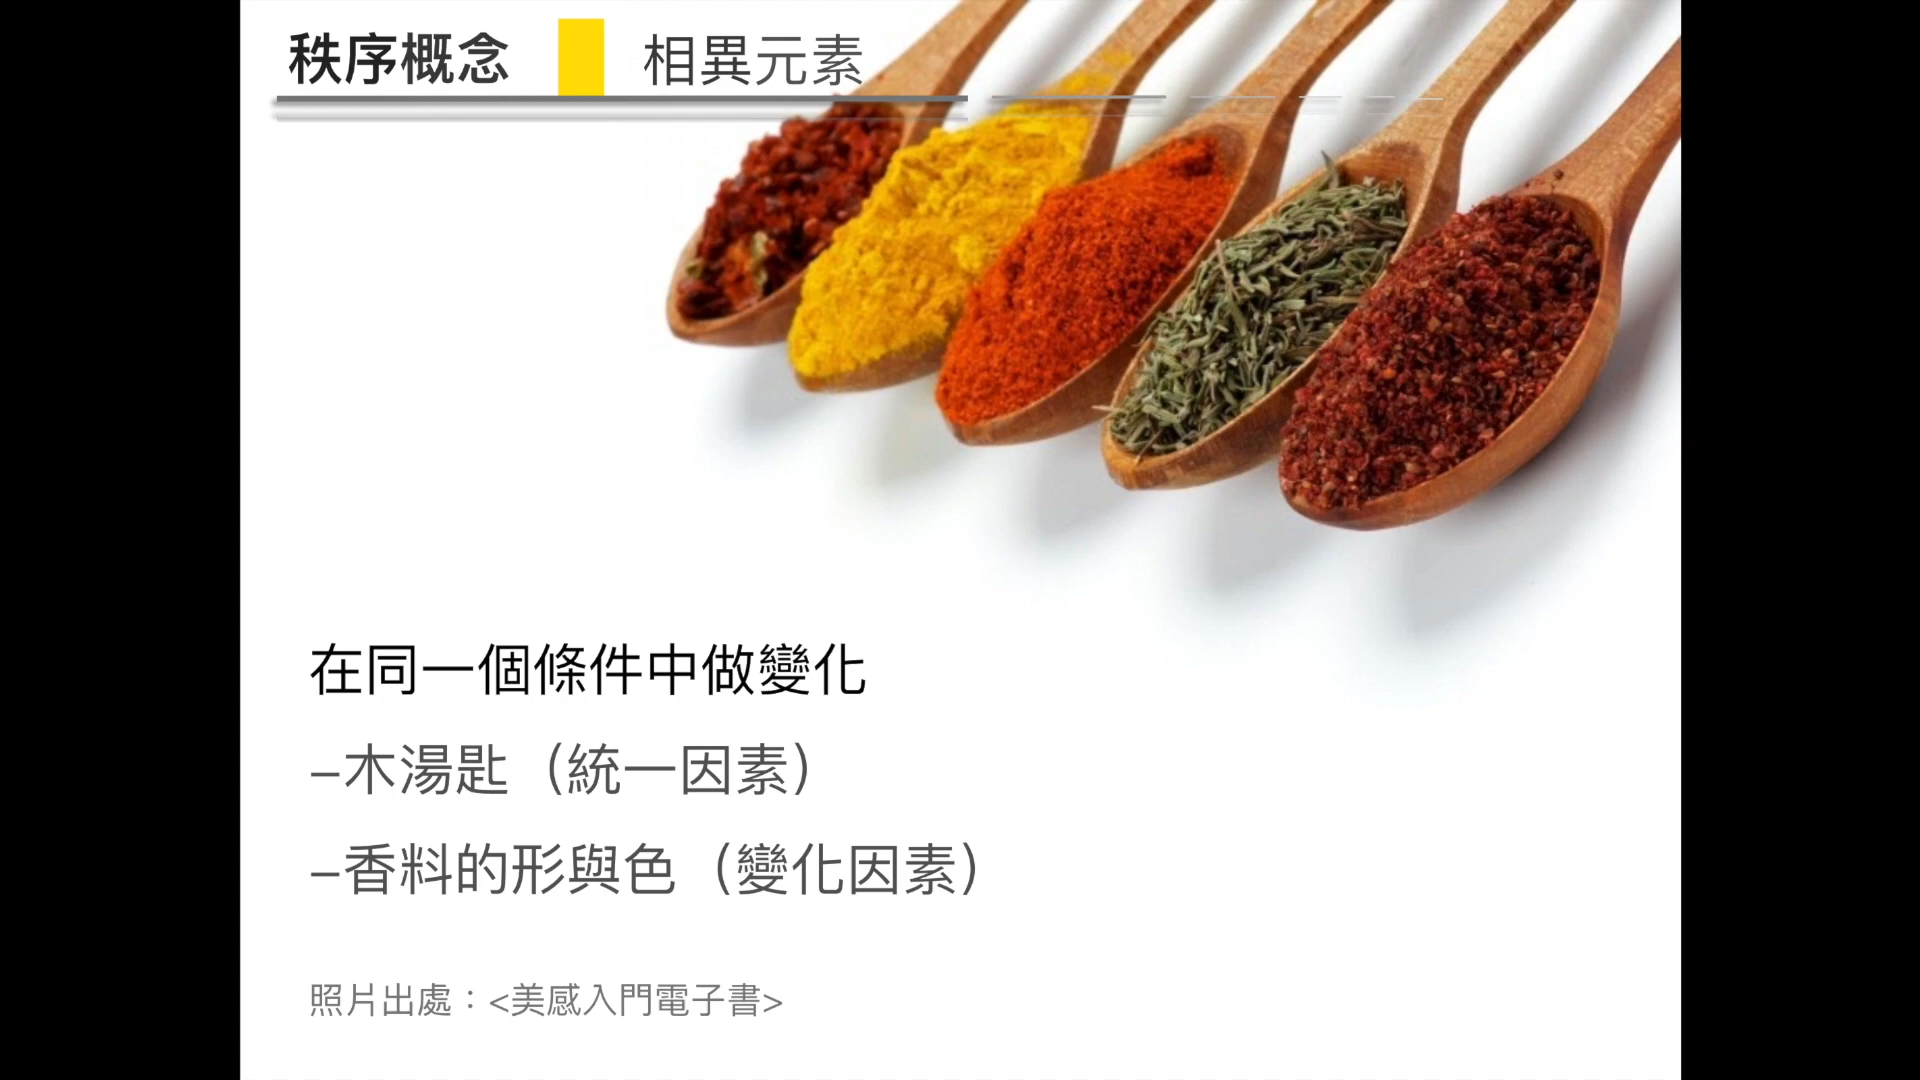 秩序概念 相異元素
在同一個條件中做變化
–木湯匙（統一因素）
–香料的形與色（變化因素）
照片出處：<美感入門電子書>